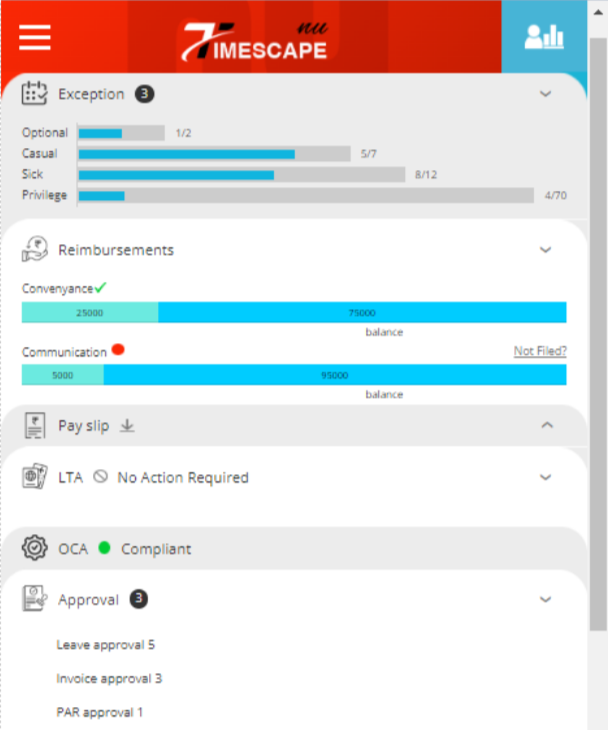 nu
TIMESCAPE
Exception 3
Optional 1/2
Casual 5/7
Sick 8/12
Privilege 4/70
₹
Reimbursements
Convenyance
25000 75000
balance
Communication Not Filed?
5000 95000
balance
₹
Pay slip
LTA No Action Required
OCA Compliant
Approval 3
Leave approval 5
Invoice approval 3
PAR approval 1